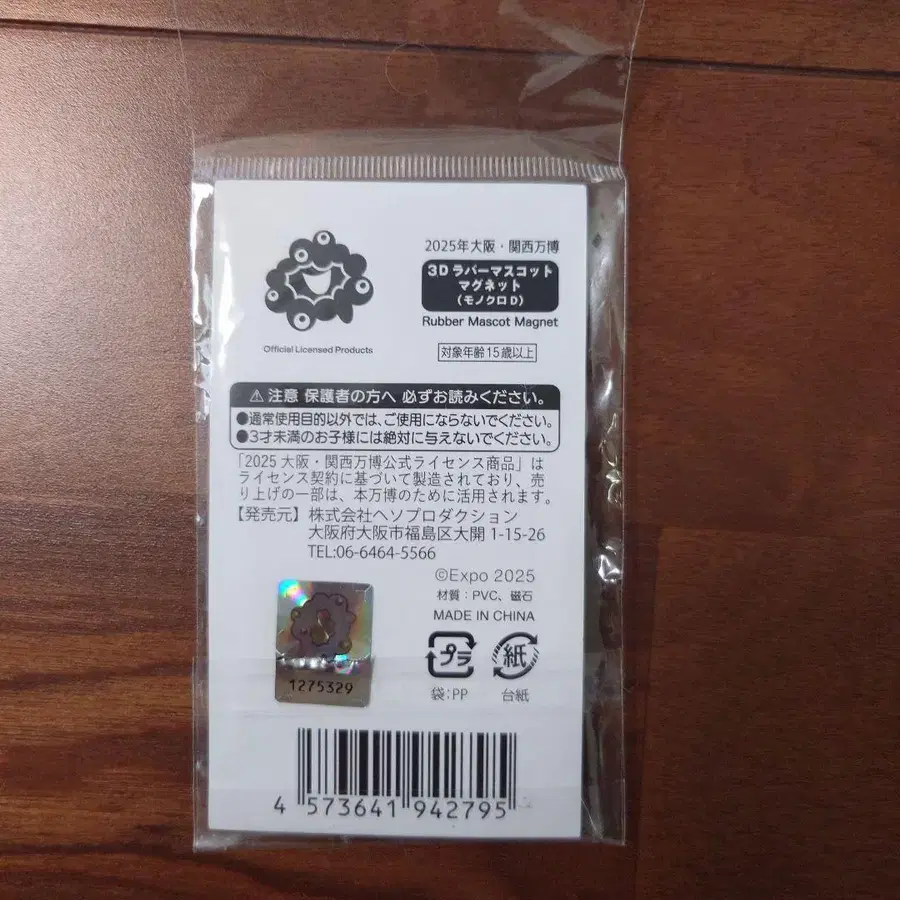 2025年大阪・関西万博
3Dラバーマスコット
マグネット
(モノクロD)
Rubber Mascot Magnet
Official Licensed Products
対象年齢15歳以上
⚠注意 保護者の方へ 必ずお読みください。
●通常使用目的以外では、ご使用にならないでください。
●3才未満のお子様には絶対に与えないでください。
「2025大阪・関西万博公式ライセンス商品」は
ライセンス契約に基づいて製造されており、売
り上げの一部は、本万博のために活用されます。
【発売元】株式会社ヘソプロダクション
大阪府大阪市福島区大開1-15-26
TEL:06-6464-5566
©Expo 2025
材質：PVC、磁石
MADE IN CHINA
プラ
紙
袋:PP
台紙
1275329
4 573641 942795